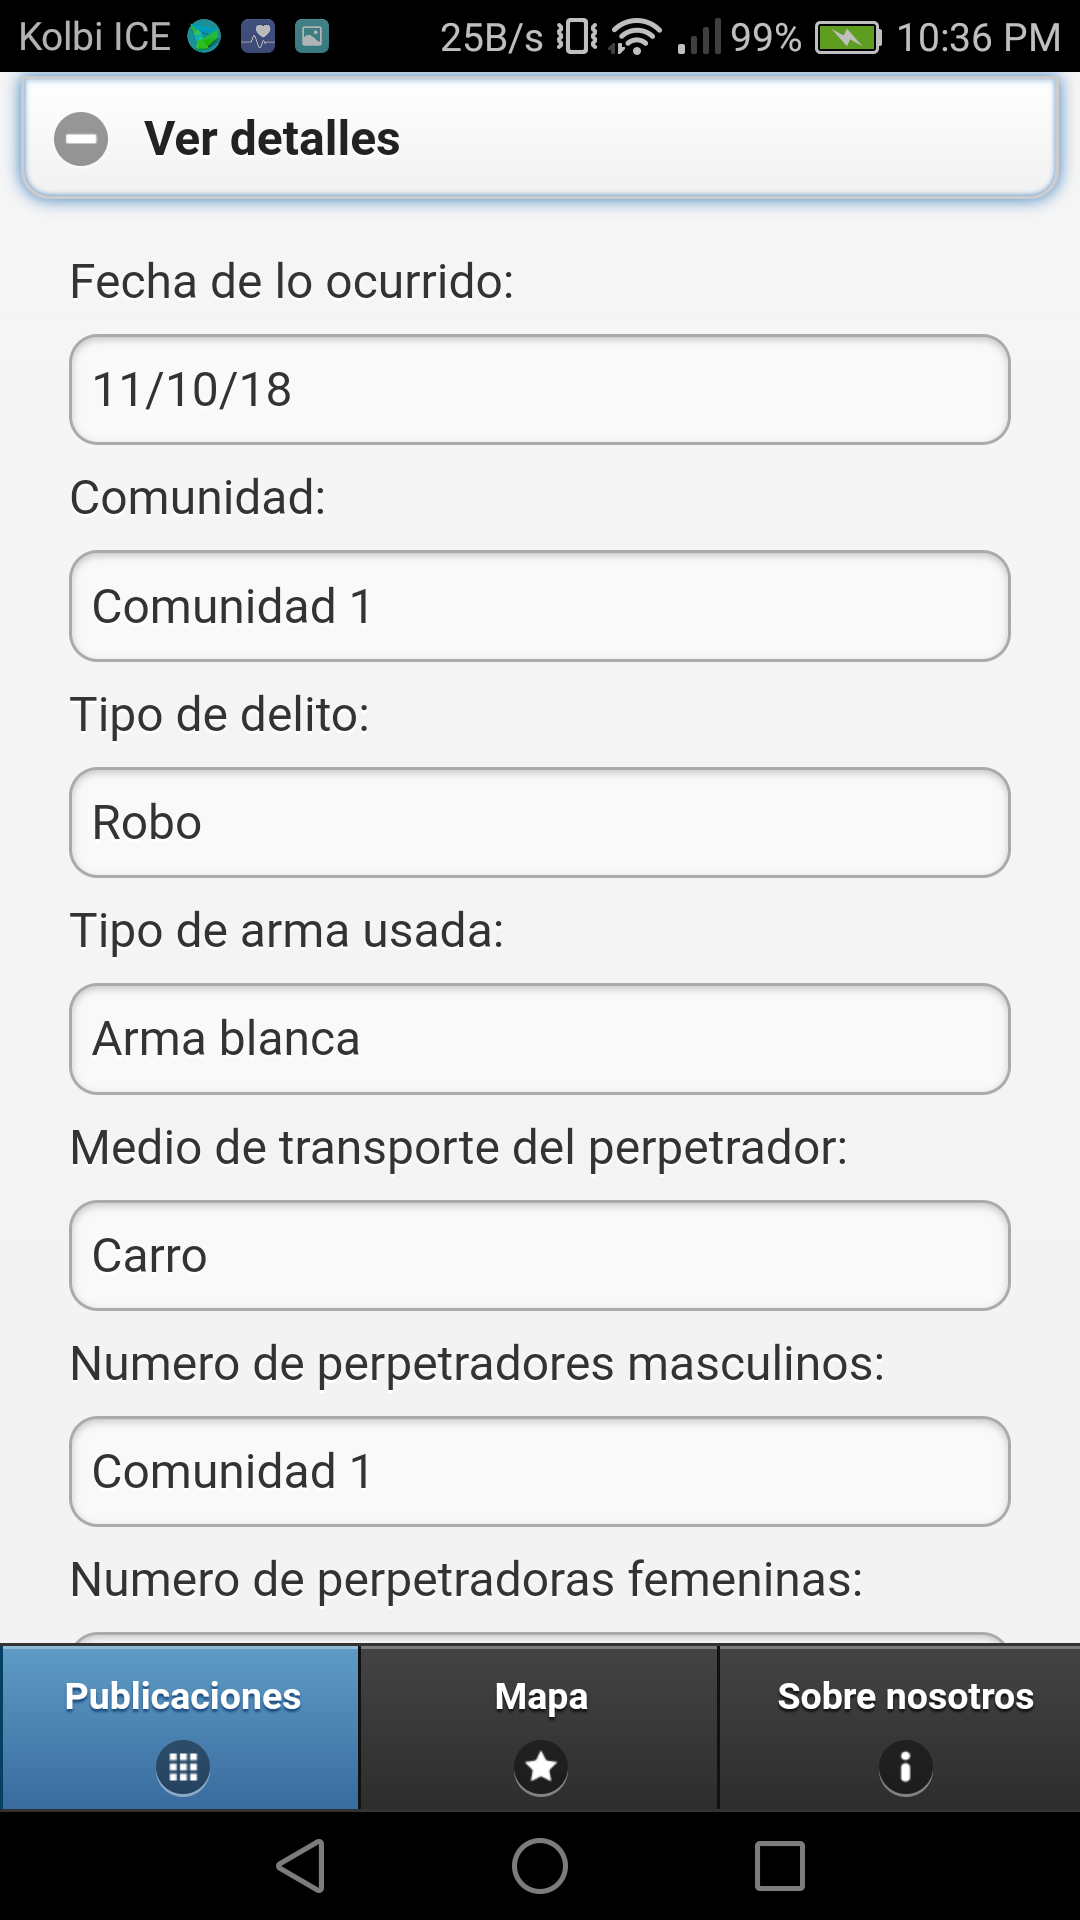 Kolbi ICE 25B/s 99% 10:36 PM
Ver detalles
Fecha de lo ocurrido:
11/10/18
Comunidad:
Comunidad 1
Tipo de delito:
Robo
Tipo de arma usada:
Arma blanca
Medio de transporte del perpetrador:
Carro
Numero de perpetradores masculinos:
Comunidad 1
Numero de perpetradoras femeninas:
Publicaciones Mapa Sobre nosotros